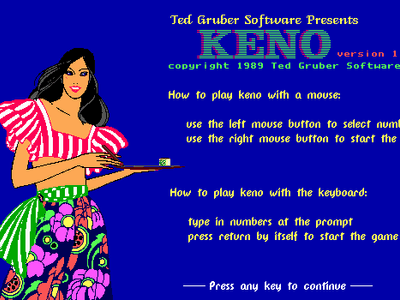 Ted Gruber Software Presents
KENO version 1
copyright 1989 Ted Gruber Software
How to play keno with a mouse:
use the left mouse button to select num
use the right mouse button to start the
How to play keno with the keyboard:
type in numbers at the prompt
press return by itself to start the game
Press any key to continue